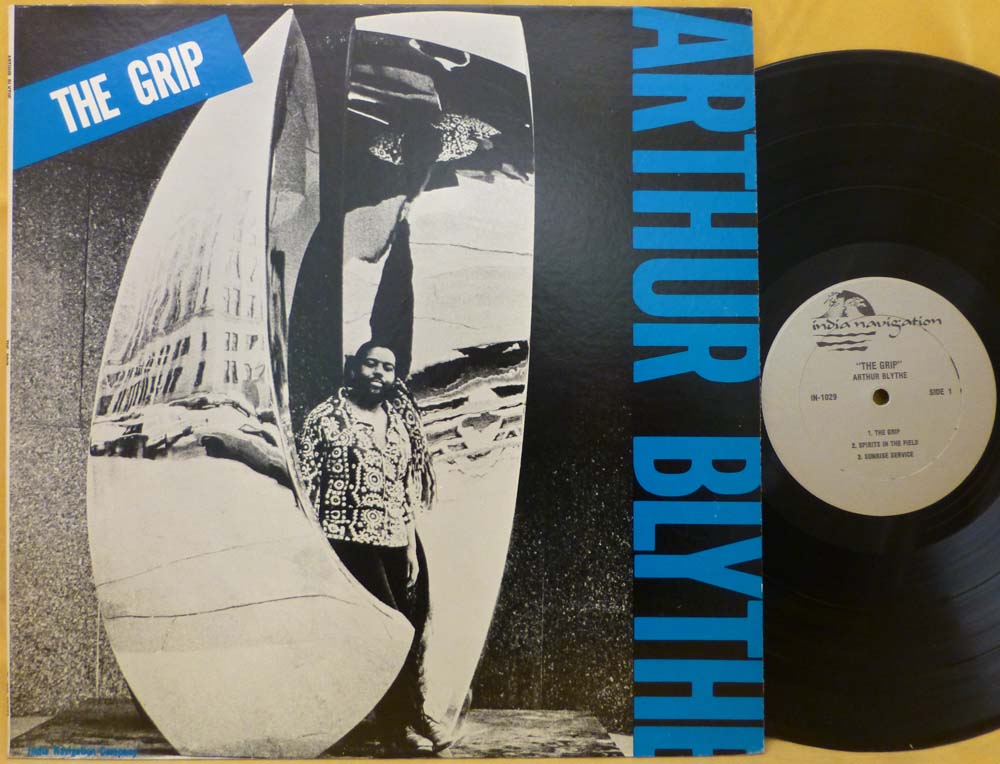 THE GRIP
ARTHUR BLYTHE
India Navigation Company
india navigation
"THE GRIP"
ARTHUR BLYTHE
IN-1029 SIDE 1
1. THE GRIP
2. SPIRITS IN THE FIELD
3. SUNRISE SERVICE